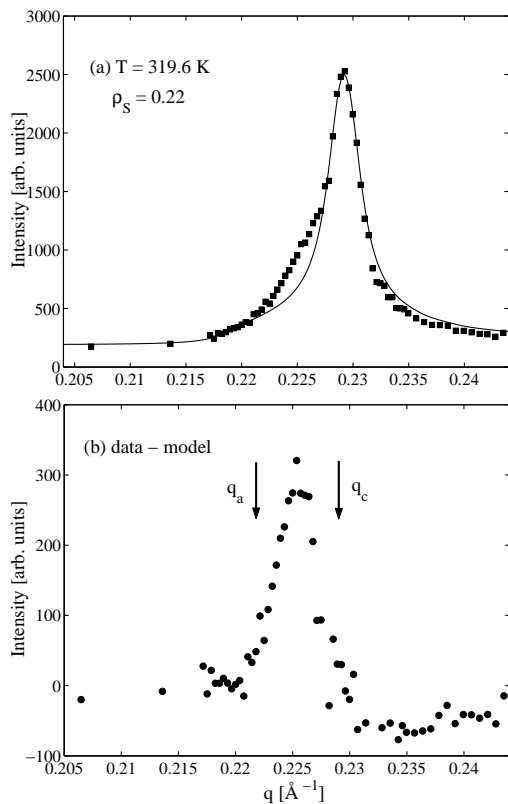 3000
(a) T = 319.6 K
2500
ρ_S = 0.22
2000
Intensity [arb. units]
1500
1000
500
0
0.205 0.21 0.215 0.22 0.225 0.23 0.235 0.24
400
(b) data − model
300
q_a q_c
200
Intensity [arb. units]
100
0
−100
0.205 0.21 0.215 0.22 0.225 0.23 0.235 0.24
q [Å⁻¹]